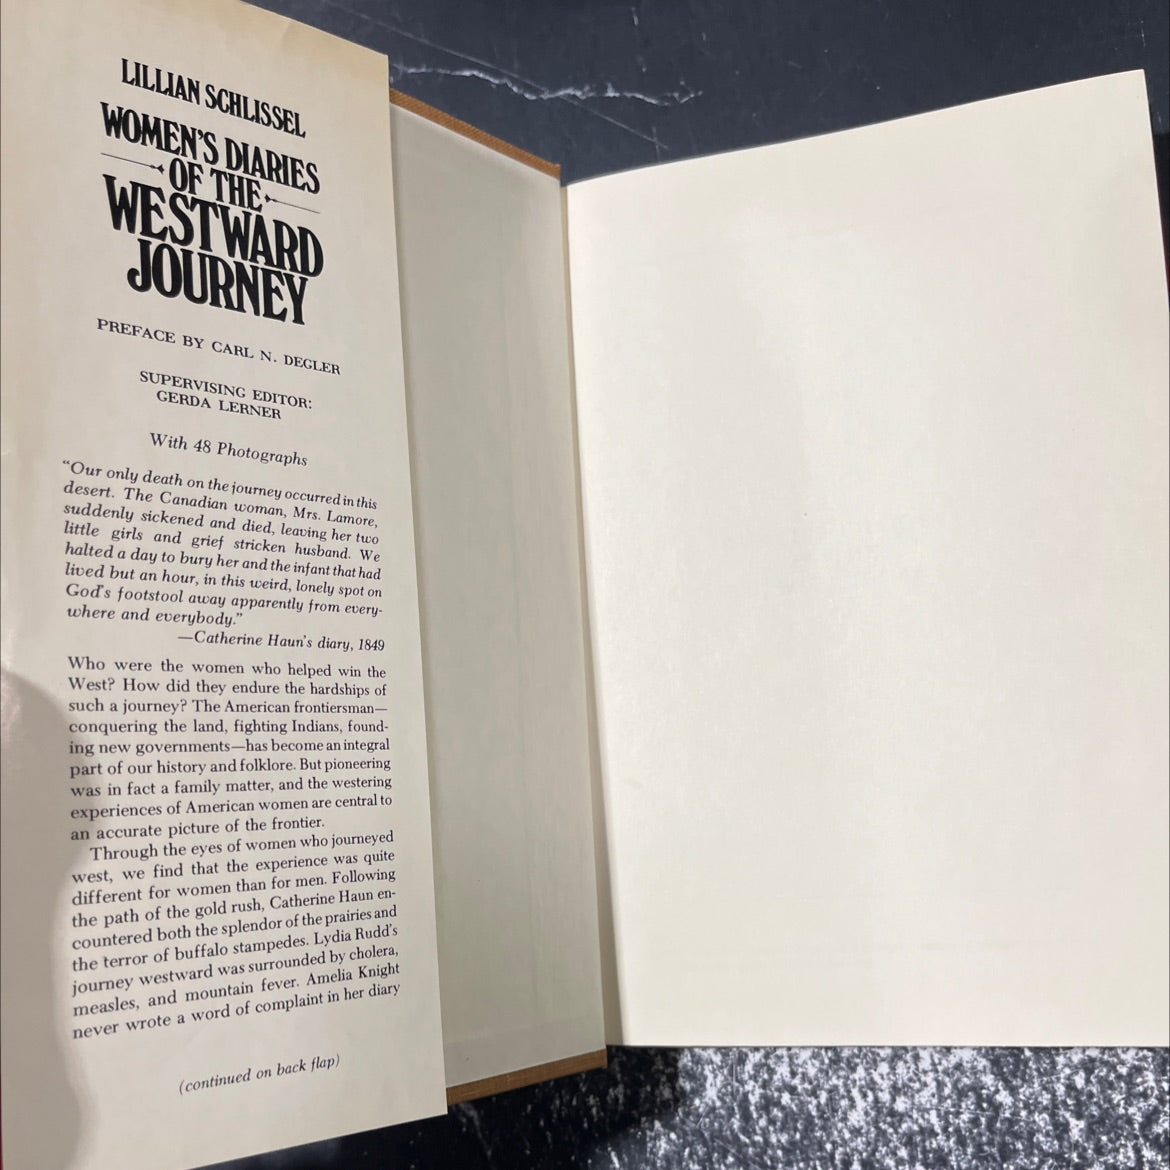 LILLIAN SCHLISSEL
WOMEN'S DIARIES
OF THE
WESTWARD
JOURNEY
PREFACE BY CARL N. DEGLER
SUPERVISING EDITOR:
GERDA LERNER
With 48 Photographs
“Our only death on the journey occurred in this
desert. The Canadian woman, Mrs. Lamore,
suddenly sickened and died, leaving her two
little girls and grief stricken husband. We
halted a day to bury her and the infant that had
lived but an hour, in this weird, lonely spot on
God's footstool away apparently from every-
where and everybody.”
—Catherine Haun's diary, 1849
Who were the women who helped win the
West? How did they endure the hardships of
such a journey? The American frontiersman—
conquering the land, fighting Indians, found-
ing new governments—has become an integral
part of our history and folklore. But pioneering
was in fact a family matter, and the westering
experiences of American women are central to
an accurate picture of the frontier.
Through the eyes of women who journeyed
west, we find that the experience was quite
different for women than for men. Following
the path of the gold rush, Catherine Haun en-
countered both the splendor of the prairies and
the terror of buffalo stampedes. Lydia Rudd's
journey westward was surrounded by cholera,
measles, and mountain fever. Amelia Knight
never wrote a word of complaint in her diary
(continued on back flap)